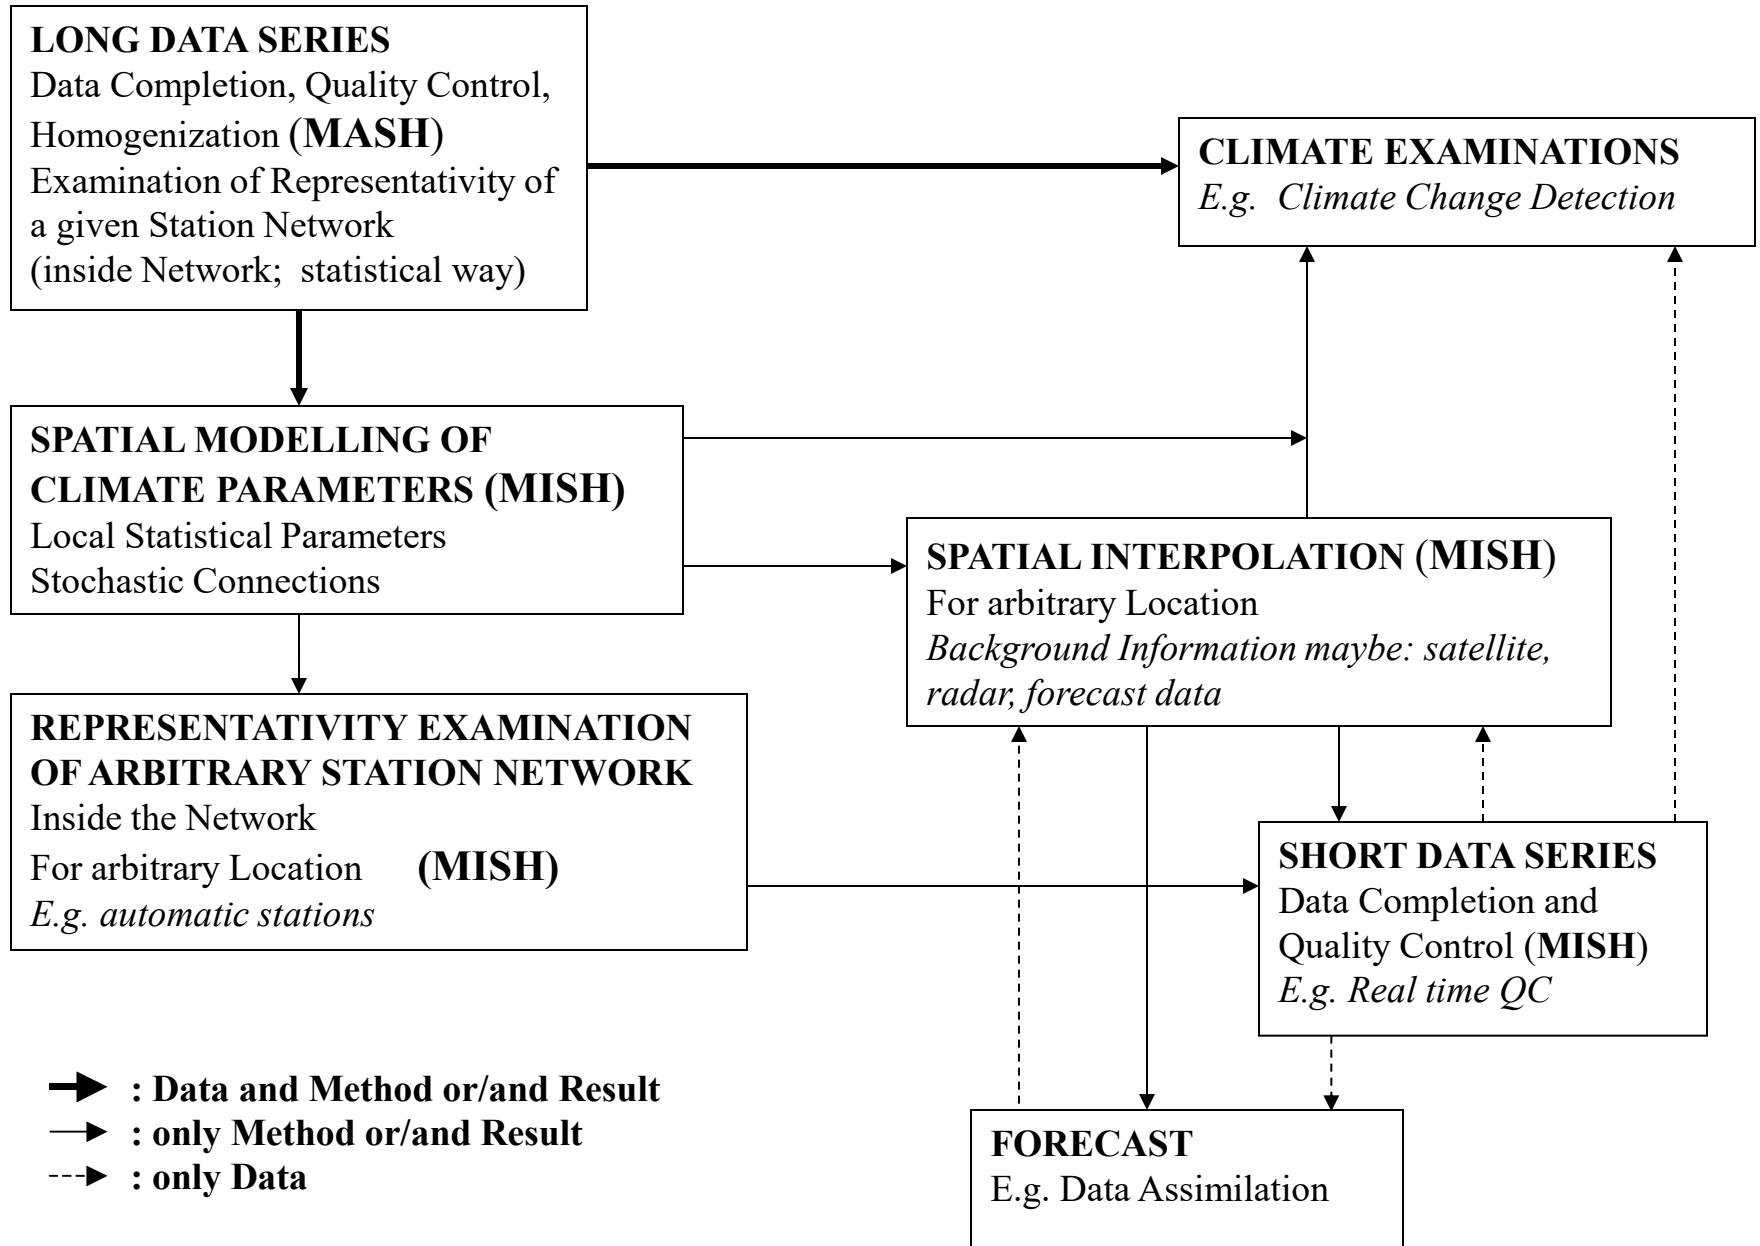 LONG DATA SERIES
Data Completion, Quality Control,
Homogenization (MASH)
Examination of Representativity of
a given Station Network
(inside Network;  statistical way)
CLIMATE EXAMINATIONS
E.g.  Climate Change Detection
SPATIAL MODELLING OF
CLIMATE PARAMETERS (MISH)
Local Statistical Parameters
Stochastic Connections
SPATIAL INTERPOLATION (MISH)
For arbitrary Location
Background Information maybe: satellite,
radar, forecast data
REPRESENTATIVITY EXAMINATION
OF ARBITRARY STATION NETWORK
Inside the Network
For arbitrary Location (MISH)
E.g. automatic stations
SHORT DATA SERIES
Data Completion and
Quality Control (MISH)
E.g. Real time QC
: Data and Method or/and Result
: only Method or/and Result
: only Data
FORECAST
E.g. Data Assimilation